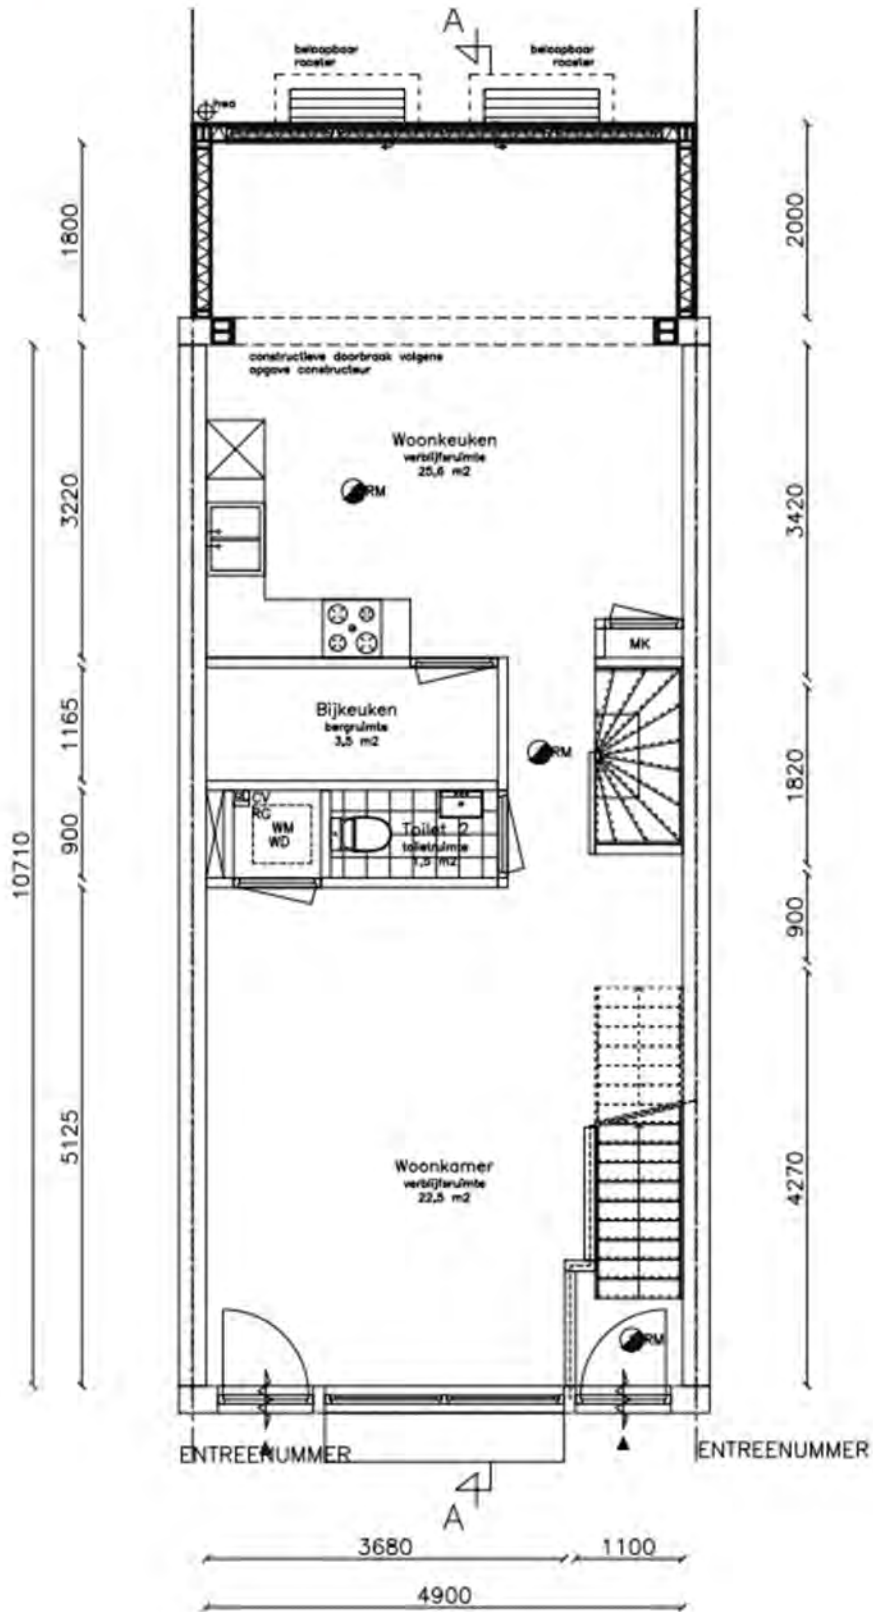 A
beloopbaar
rooster
beloopbaar
rooster
hwa
1800
2000
constructieve doorbraak volgens
opgave constructeur
Woonkeuken
verblijfsruimte
25,6 m2
RM
3220
3420
MK
Bijkeuken
bergruimte
3,5 m2
RM
1165
1820
CV
RG
WM
WD
Toilet 2
toiletruimte
1,5 m2
900
10710
900
5125
4270
Woonkamer
verblijfsruimte
22,5 m2
RM
ENTREENUMMER
ENTREENUMMER
A
3680
1100
4900